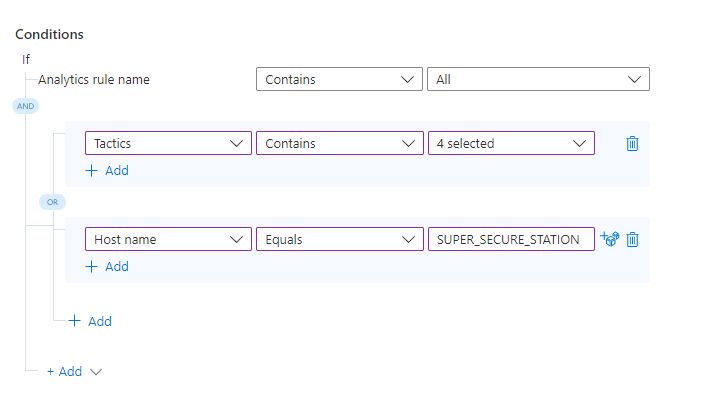 Conditions
If
Analytics rule name Contains All
AND
Tactics Contains 4 selected
+ Add
OR
Host name Equals SUPER_SECURE_STATION
+ Add
+ Add
+ Add